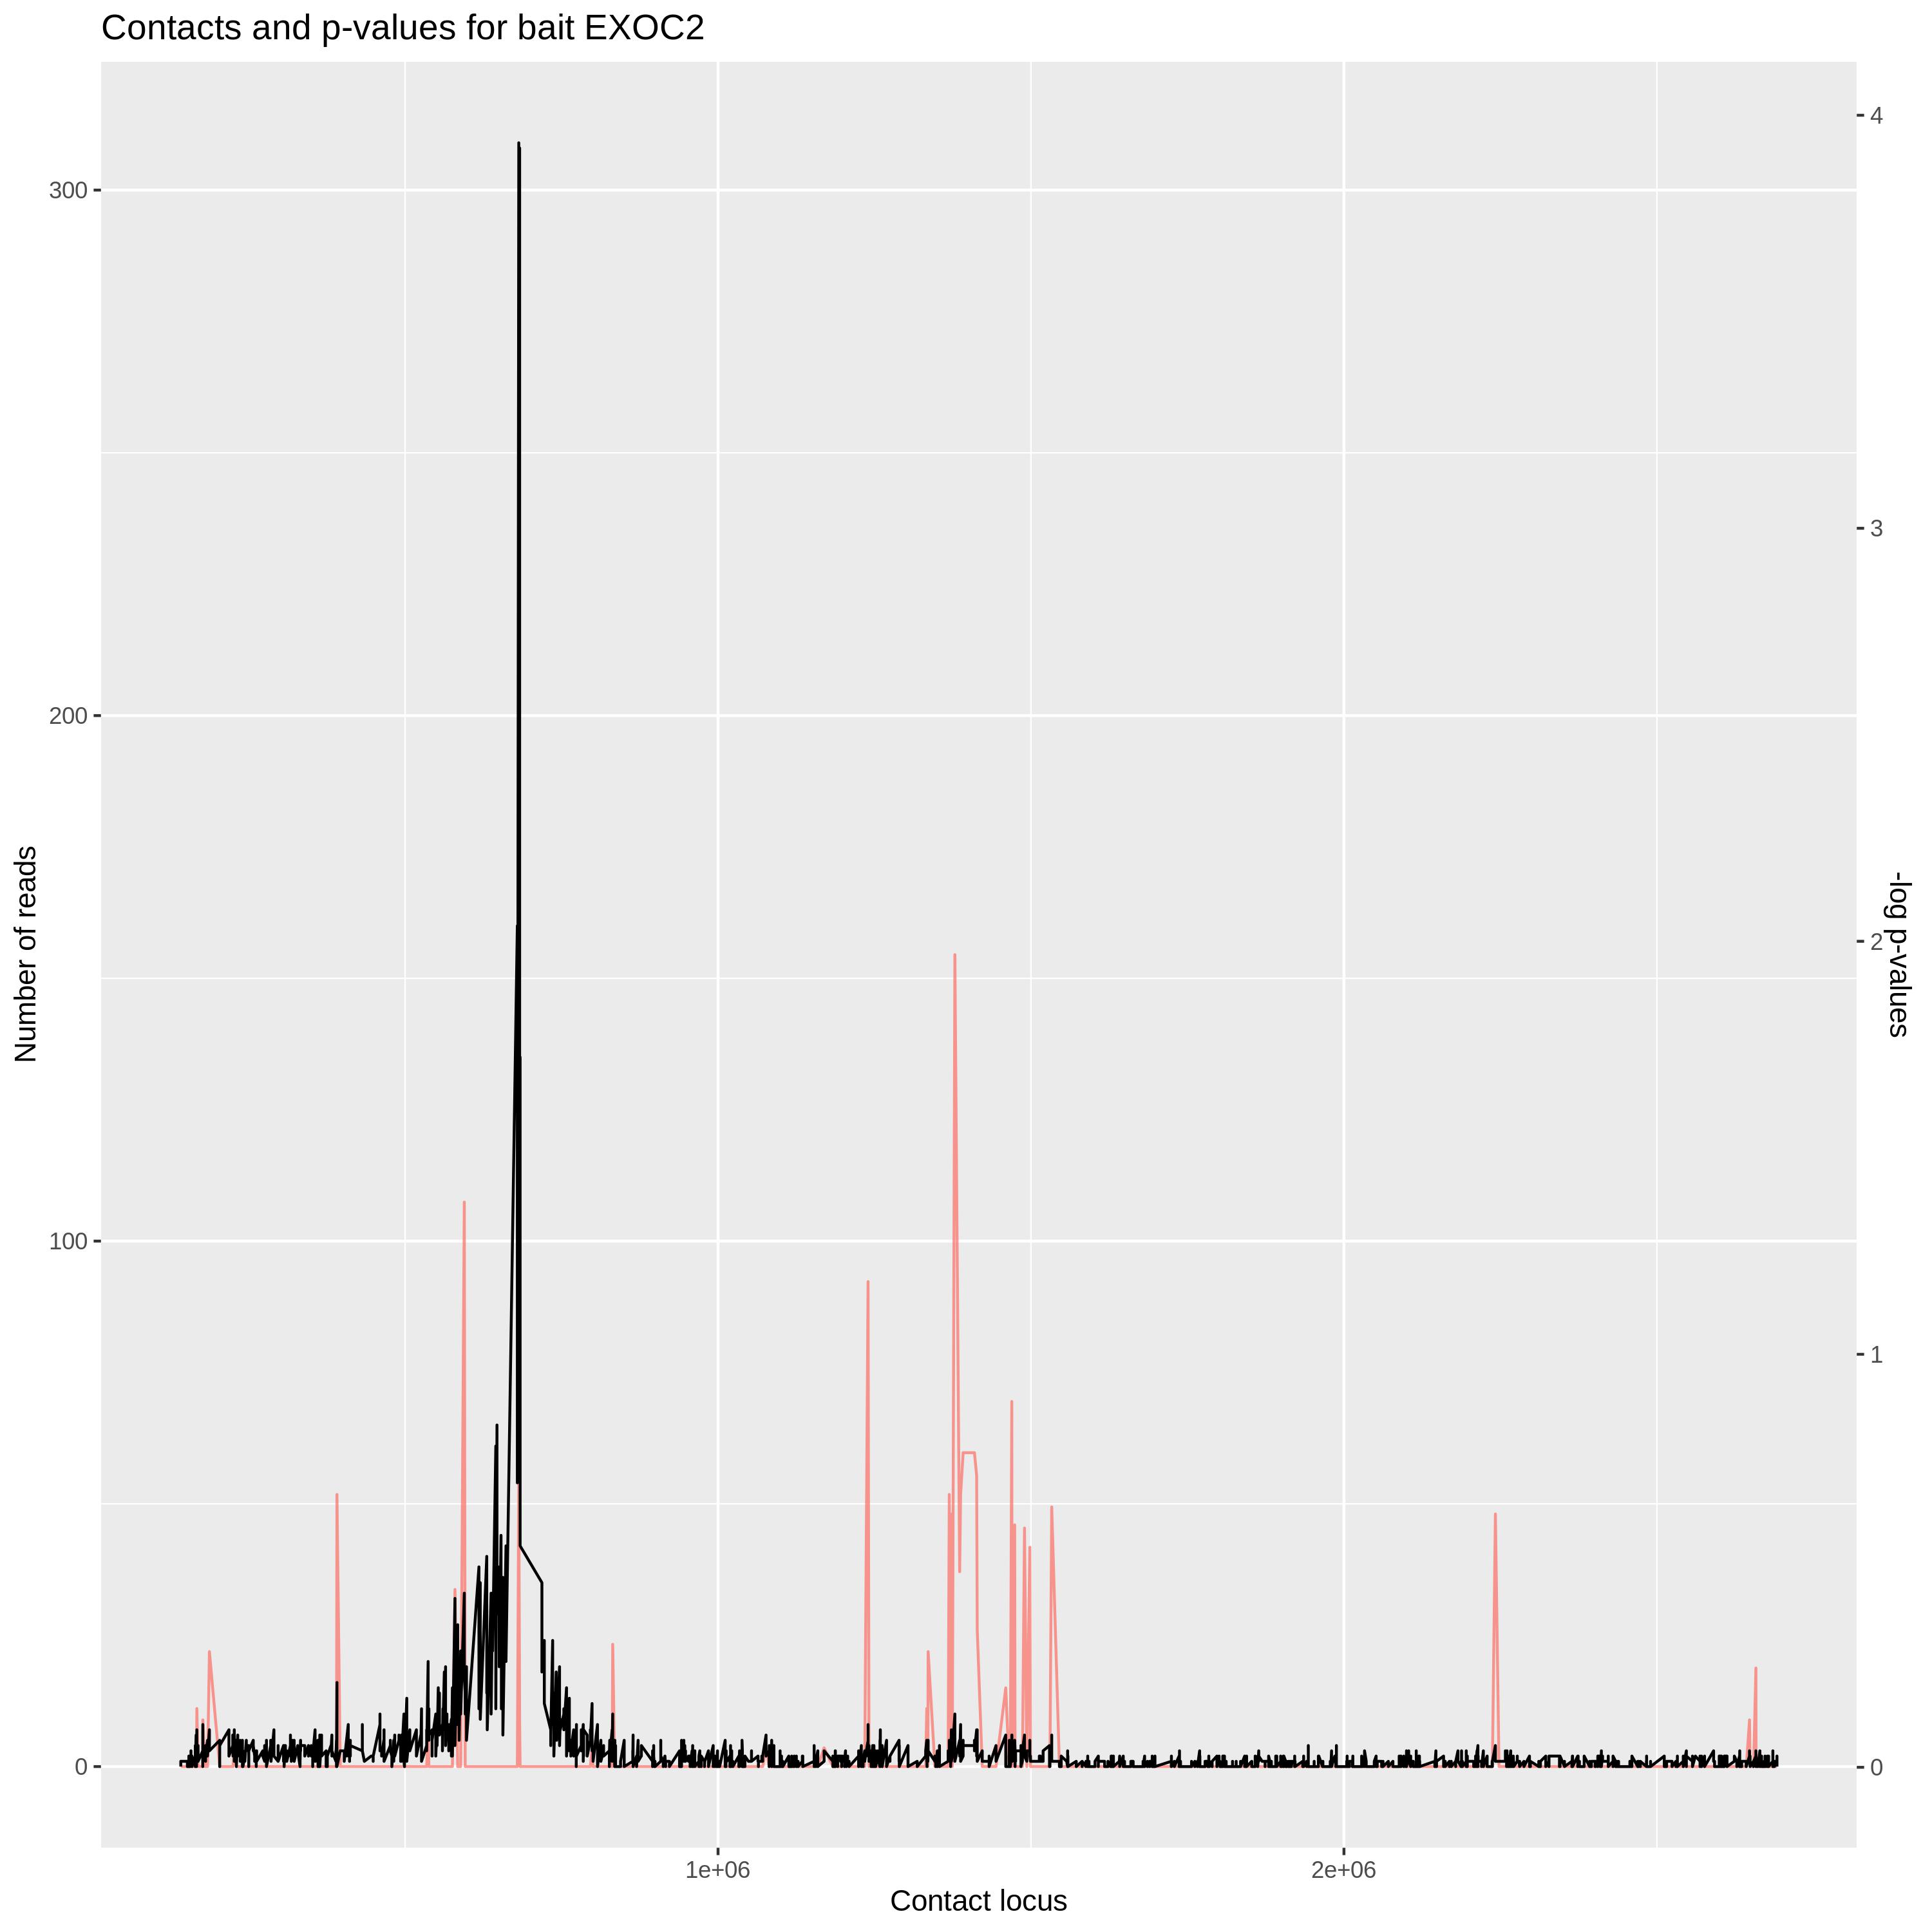 Contacts and p-values for bait EXOC2
300
200
100
0
Number of reads
4
3
2
1
0
-log p-values
1e+06
2e+06
Contact locus